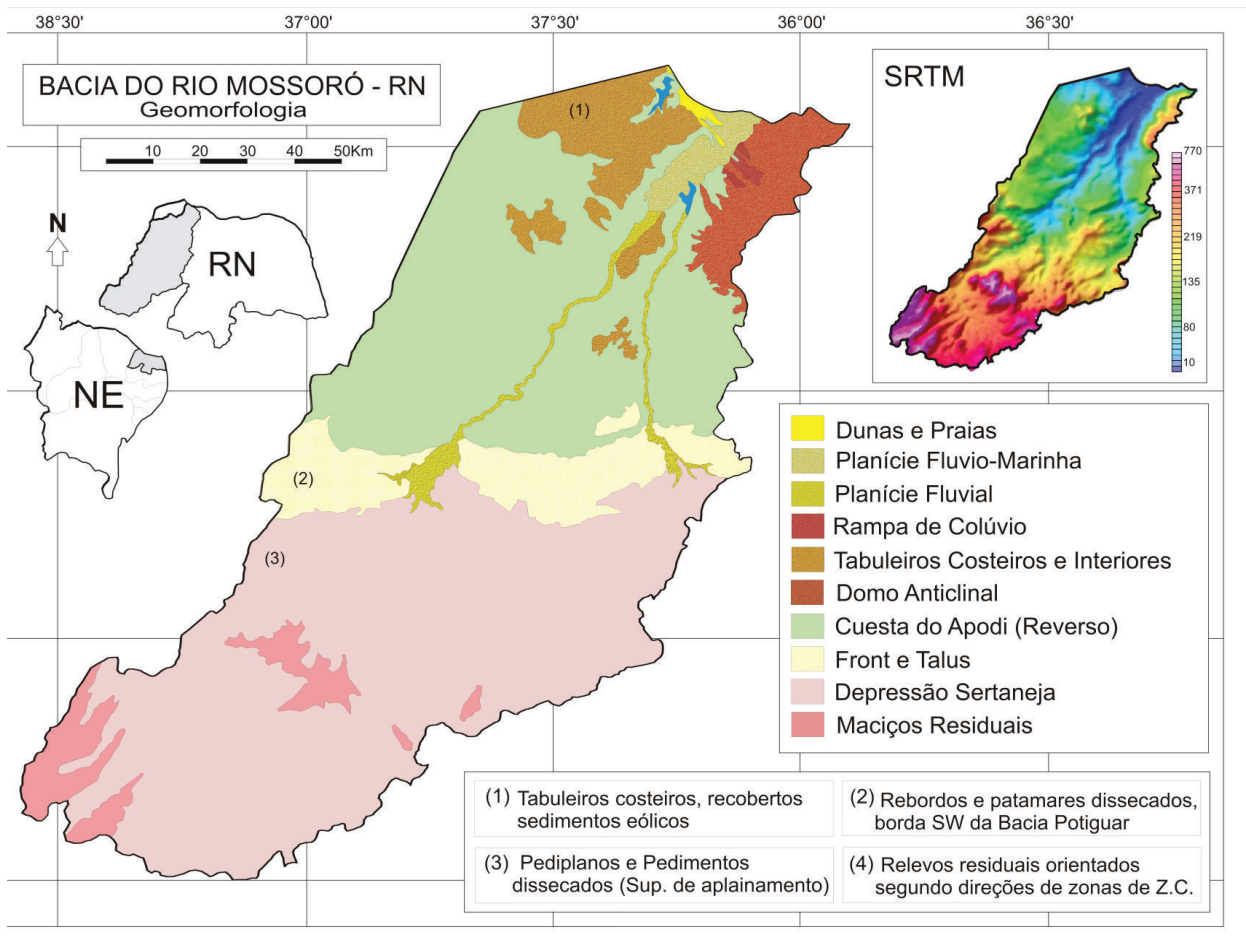 38°30'
37°00'
37°30'
36°00'
36°30'
BACIA DO RIO MOSSORÓ - RN
Geomorfologia
10 20 30 40 50Km
N
RN
NE
(1)
(2)
(3)
SRTM
770
371
219
135
80
10
Dunas e Praias
Planície Fluvio-Marinha
Planície Fluvial
Rampa de Colúvio
Tabuleiros Costeiros e Interiores
Domo Anticlinal
Cuesta do Apodi (Reverso)
Front e Talus
Depressão Sertaneja
Maciços Residuais
(1) Tabuleiros costeiros, recobertos
sedimentos eólicos
(2) Rebordos e patamares dissecados,
borda SW da Bacia Potiguar
(3) Pediplanos e Pedimentos
dissecados (Sup. de aplainamento)
(4) Relevos residuais orientados
segundo direções de zonas de Z.C.